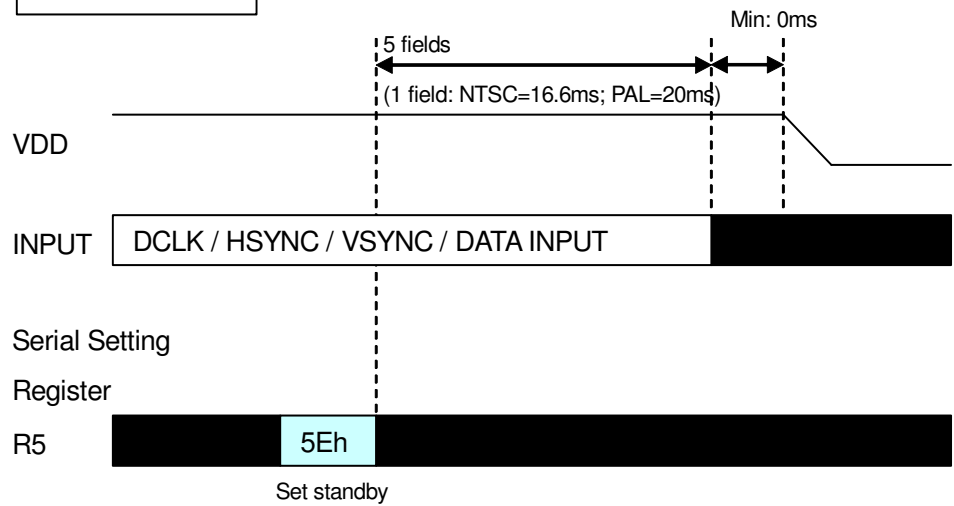 Min: 0ms
5 fields
(1 field: NTSC=16.6ms; PAL=20ms)
VDD
INPUT
DCLK / HSYNC / VSYNC / DATA INPUT
Serial Setting
Register
R5
5Eh
Set standby